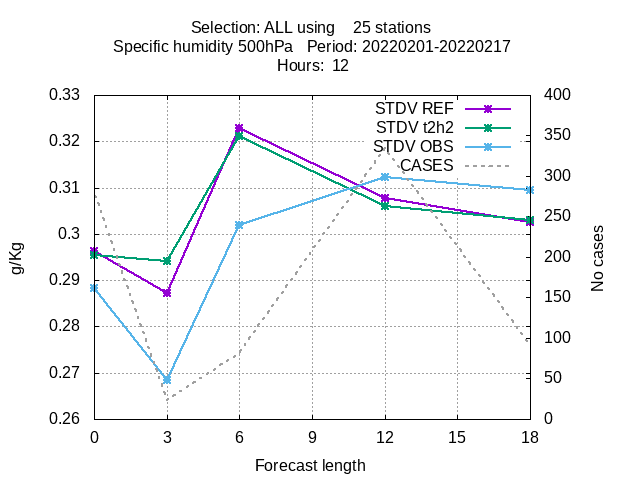 Selection: ALL using    25 stations
Specific humidity 500hPa   Period: 20220201-20220217
Hours:  12
0.33
0.32
0.31
0.3
0.29
0.28
0.27
0.26
g/Kg
STDV REF
STDV t2h2
STDV OBS
CASES
400
350
300
250
200
150
100
50
0
No cases
0 3 6 9 12 15 18
Forecast length